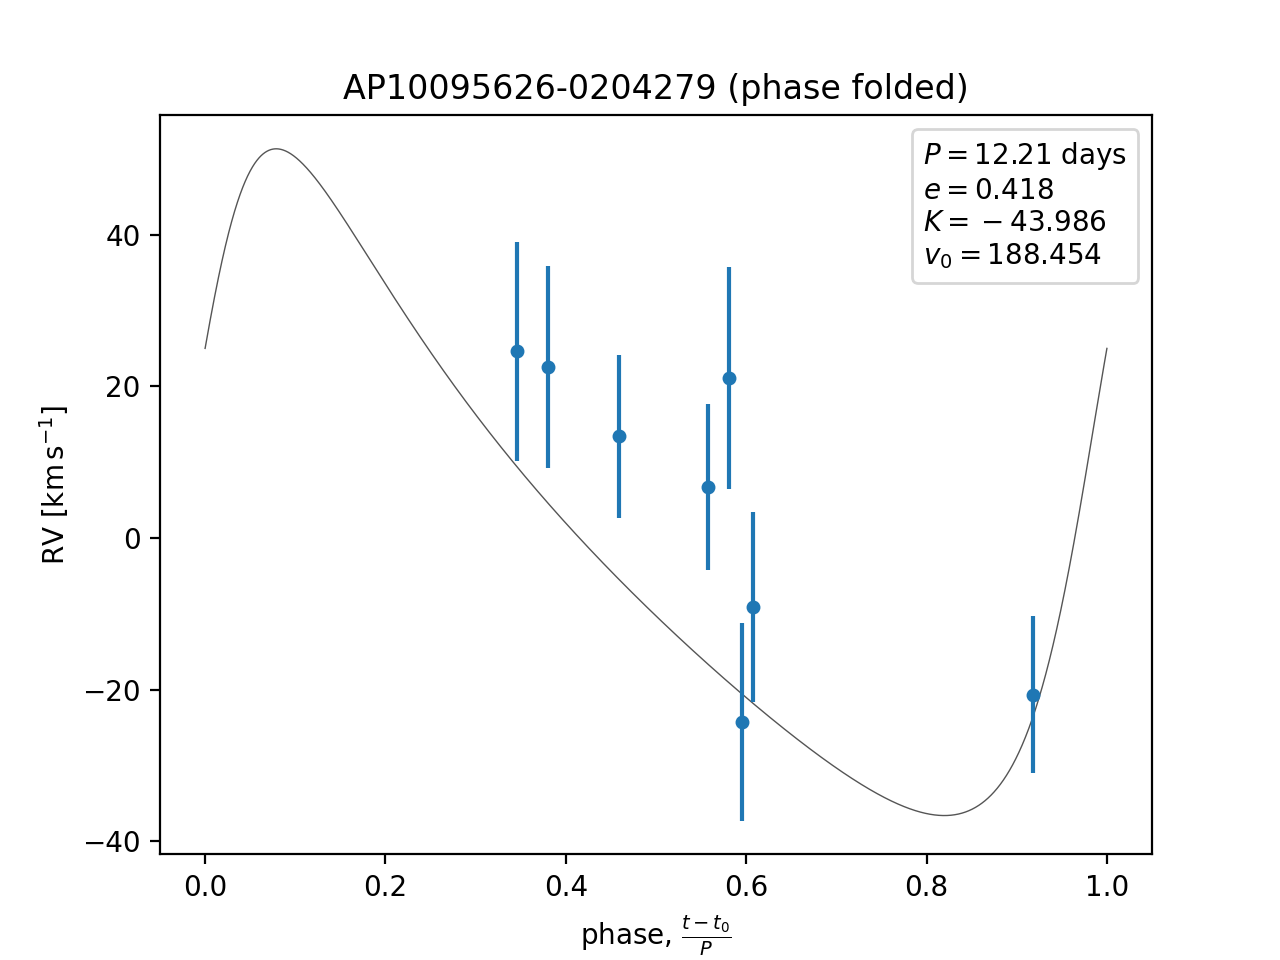 AP10095626-0204279 (phase folded)
P = 12.21 days
e = 0.418
K = −43.986
v₀ = 188.454
RV [km s⁻¹]
40
20
0
−20
−40
0.0 0.2 0.4 0.6 0.8 1.0
phase, (t − t₀)/P